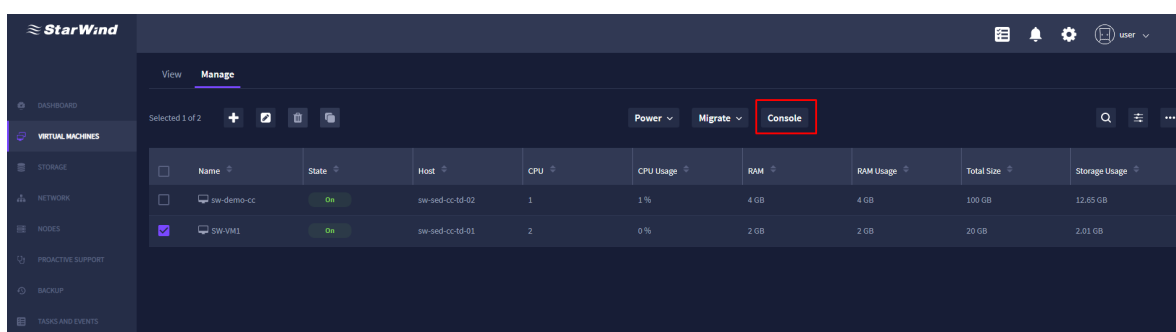 StarWind
user
View Manage
DASHBOARD
Selected 1 of 2 Power Migrate Console
VIRTUAL MACHINES
STORAGE
Name State Host CPU CPU Usage RAM RAM Usage Total Size Storage Usage
NETWORK
sw-demo-cc On sw-sed-cc-td-02 1 1 % 4 GB 4 GB 100 GB 12.65 GB
NODES
SW-VM1 On sw-sed-cc-td-01 2 0 % 2 GB 2 GB 20 GB 2.01 GB
PROACTIVE SUPPORT
BACKUP
TASKS AND EVENTS